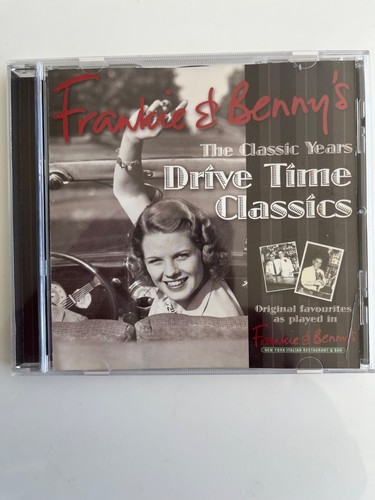 Frankie & Benny's
The Classic Years
Drive Time
Classics
Original favourites
as played in
Frankie & Benny's
NEW YORK ITALIAN RESTAURANT & BAR